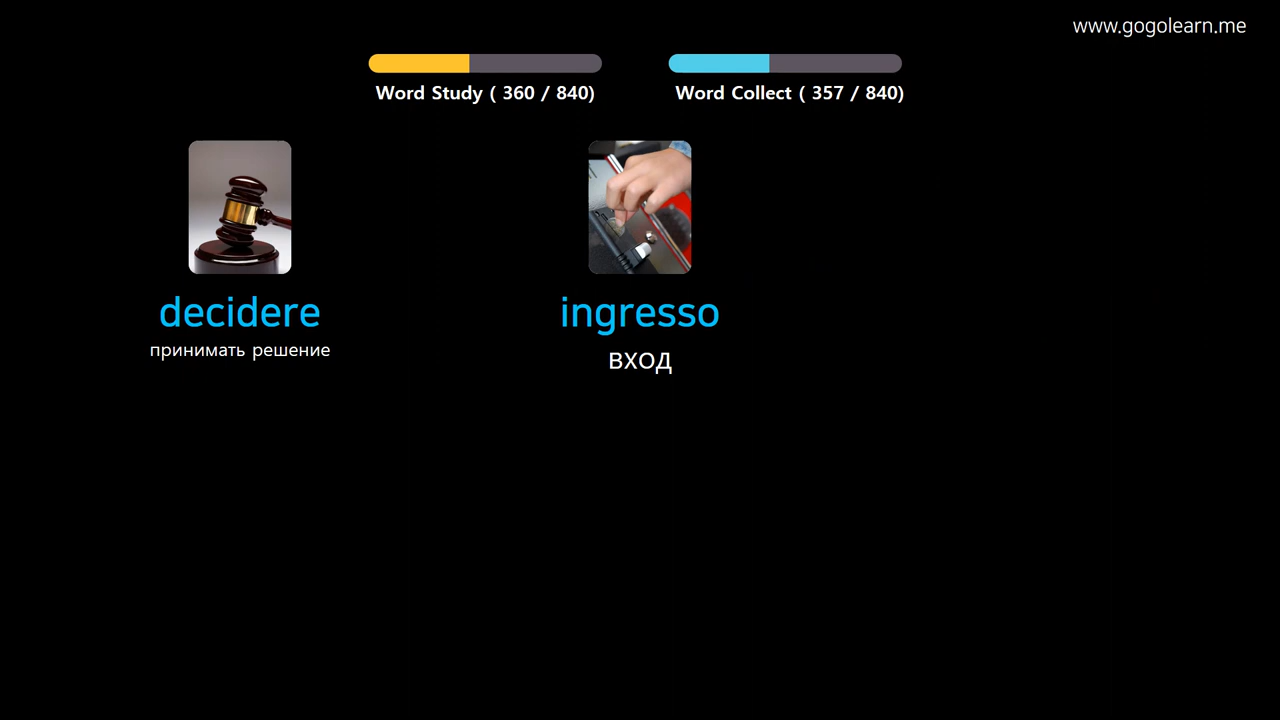 www.gogolearn.me
Word Study ( 360 / 840)
Word Collect ( 357 / 840)
decidere
принимать решение
ingresso
вход